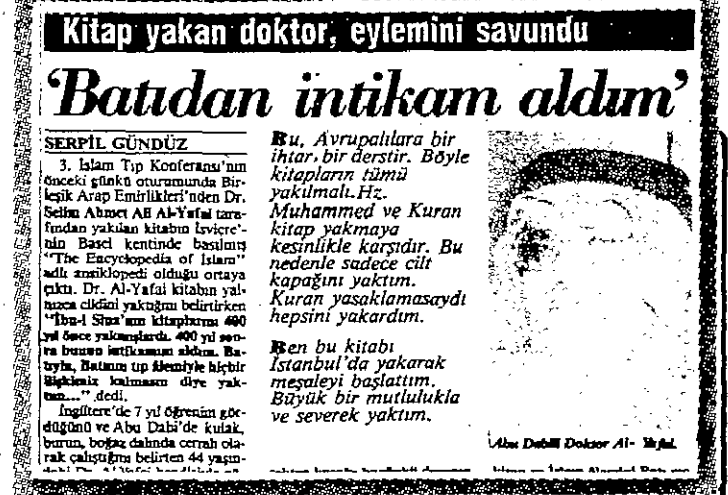 Kitap yakan doktor, eylemini savundu
'Batıdan intikam aldım'
SERPİL GÜNDÜZ
3. İslam Tıp Konferansı'nın
önceki günkü oturumunda Bir-
leşik Arap Emirlikleri'nden Dr.
Selim Ahmet Ali Al-Yafai tara-
fından yakılan kitabın İsviçre'-
nin Basel kentinde basılmış
"The Encyclopedia of Islam"
adlı ansiklopedi olduğu ortaya
çıktı. Dr. Al-Yafai kitabın yal-
nızca cildini yaktığını belirtirken
"İbn-i Sina'nın kitaplarını 400
yıl önce yakmışlardı. 400 yıl son-
ra bunun intikamını aldım. Ba-
tıyla, Batının tıp âlemiyle hiçbir
ilişkimiz kalmasın diye yak-
tım..." dedi.
İngiltere'de 7 yıl öğrenim gör-
düğünü ve Abu Dabi'de kulak,
burun, boğaz dalında cerrah ola-
rak çalıştığını belirten 44 yaşın-
Bu, Avrupalılara bir
ihtar, bir derstir. Böyle
kitapların tümü
yakılmalı. Hz.
Muhammed ve Kuran
kitap yakmaya
kesinlikle karşıdır. Bu
nedenle sadece cilt
kapağını yaktım.
Kuran yasaklamasaydı
hepsini yakardım.
Ben bu kitabı
İstanbul'da yakarak
meşaleyi başlattım.
Büyük bir mutlulukla
ve severek yaktım.
Abu Dabili Doktor Al- Yafai.